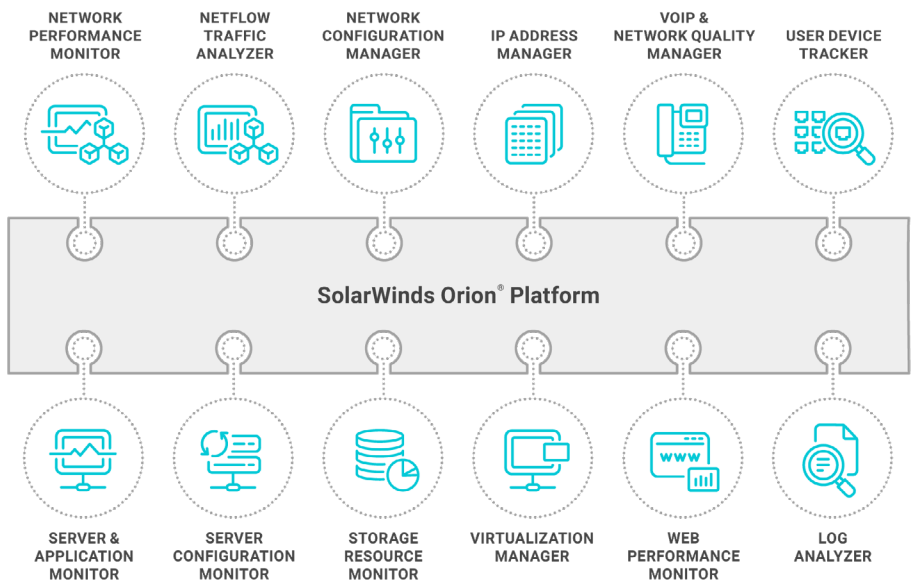 NETWORK
PERFORMANCE
MONITOR
NETFLOW
TRAFFIC
ANALYZER
NETWORK
CONFIGURATION
MANAGER
IP ADDRESS
MANAGER
VOIP &
NETWORK QUALITY
MANAGER
USER DEVICE
TRACKER
SolarWinds Orion® Platform
www
SERVER &
APPLICATION
MONITOR
SERVER
CONFIGURATION
MONITOR
STORAGE
RESOURCE
MONITOR
VIRTUALIZATION
MANAGER
WEB
PERFORMANCE
MONITOR
LOG
ANALYZER